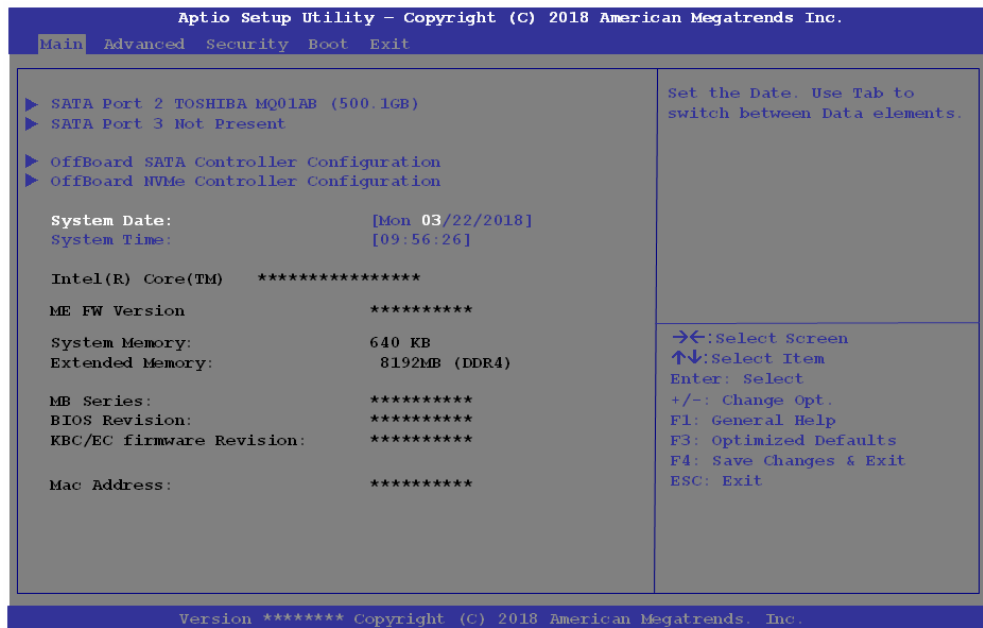 Aptio Setup Utility – Copyright (C) 2018 American Megatrends Inc.
Main Advanced Security Boot Exit
▶ SATA Port 2 TOSHIBA MQ01AB (500.1GB)
▶ SATA Port 3 Not Present
▶ OffBoard SATA Controller Configuration
▶ OffBoard NVMe Controller Configuration
System Date: [Mon 03/22/2018]
System Time: [09:56:26]
Intel(R) Core(TM) ****************
ME FW Version **********
System Memory: 640 KB
Extended Memory: 8192MB (DDR4)
MB Series: **********
BIOS Revision: **********
KBC/EC firmware Revision: **********
Mac Address: **********
Set the Date. Use Tab to
switch between Data elements.
→←:Select Screen
↑↓:Select Item
Enter: Select
+/-: Change Opt.
F1: General Help
F3: Optimized Defaults
F4: Save Changes & Exit
ESC: Exit
Version ******** Copyright (C) 2018 American Megatrends. Inc.